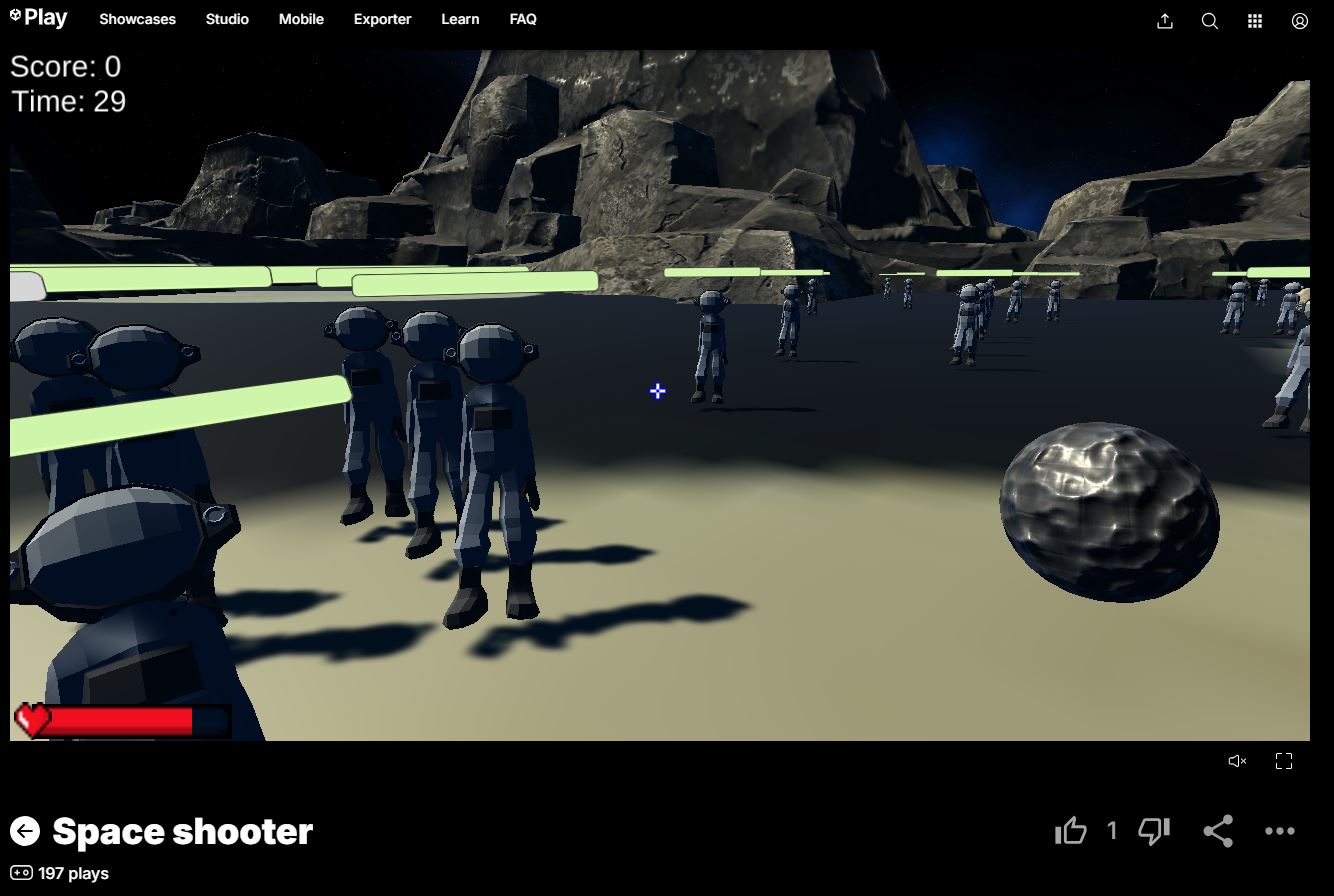 Play
Showcases
Studio
Mobile
Exporter
Learn
FAQ
Score: 0
Time: 29
Space shooter
1
197 plays